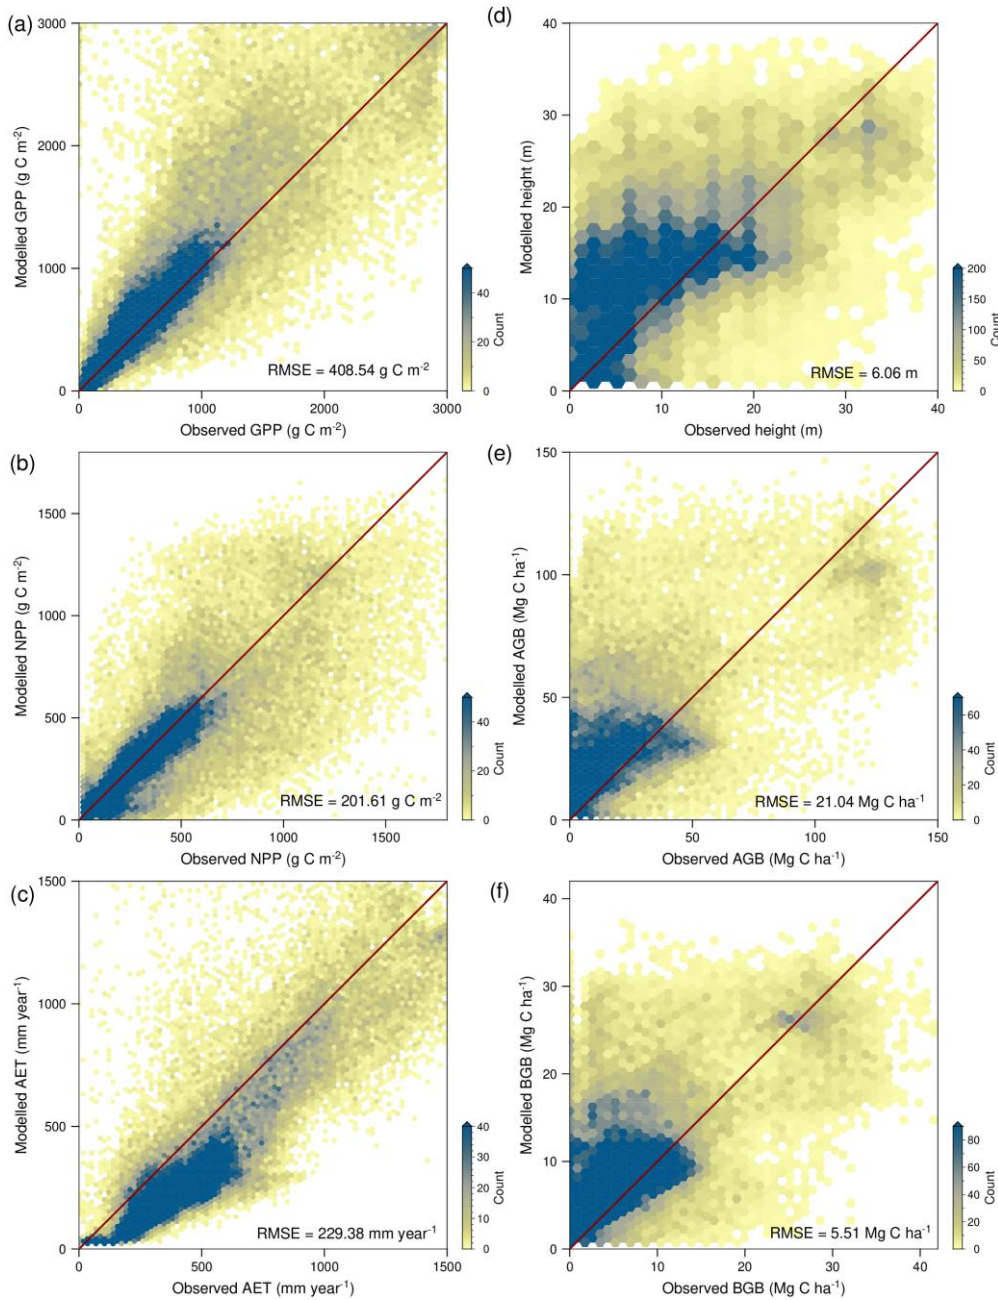 (a)
3000
2000
1000
0
Modelled GPP (g C m⁻²)
0 1000 2000 3000
Observed GPP (g C m⁻²)
RMSE = 408.54 g C m⁻²
40
20
0
Count
(d)
40
30
20
10
0
Modelled height (m)
0 10 20 30 40
Observed height (m)
RMSE = 6.06 m
200
150
100
50
0
Count
(b)
1500
1000
500
0
Modelled NPP (g C m⁻²)
0 500 1000 1500
Observed NPP (g C m⁻²)
RMSE = 201.61 g C m⁻²
40
20
0
Count
(e)
150
100
50
0
Modelled AGB (Mg C ha⁻¹)
0 50 100 150
Observed AGB (Mg C ha⁻¹)
RMSE = 21.04 Mg C ha⁻¹
60
40
20
0
Count
(c)
1500
1000
500
0
Modelled AET (mm year⁻¹)
0 500 1000 1500
Observed AET (mm year⁻¹)
RMSE = 229.38 mm year⁻¹
40
30
20
10
0
Count
(f)
40
30
20
10
0
Modelled BGB (Mg C ha⁻¹)
0 10 20 30 40
Observed BGB (Mg C ha⁻¹)
RMSE = 5.51 Mg C ha⁻¹
80
60
40
20
0
Count